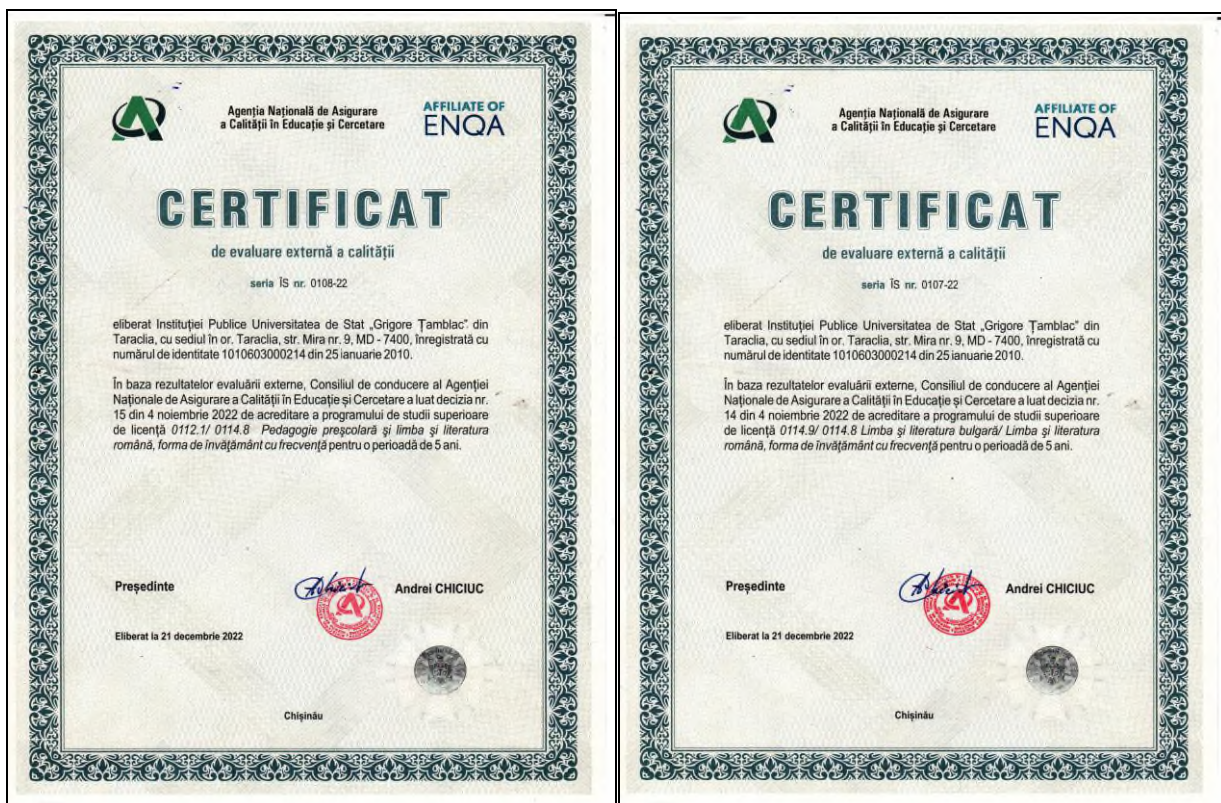 Agenția Națională de Asigurare
a Calității în Educație și Cercetare
AFFILIATE OF
ENQA
CERTIFICAT
de evaluare externă a calității
seria ÎS nr. 0108-22
eliberat Instituției Publice Universitatea de Stat „Grigore Țamblac” din
Taraclia, cu sediul în or. Taraclia, str. Mira nr. 9, MD - 7400, înregistrată cu
numărul de identitate 1010603000214 din 25 ianuarie 2010.
În baza rezultatelor evaluării externe, Consiliul de conducere al Agenției
Naționale de Asigurare a Calității în Educație și Cercetare a luat decizia nr.
15 din 4 noiembrie 2022 de acreditare a programului de studii superioare
de licență 0112.1/ 0114.8 Pedagogie preșcolară și limba și literatura
română, forma de învățământ cu frecvență pentru o perioadă de 5 ani.
Președinte
Andrei CHICIUC
Eliberat la 21 decembrie 2022
Chișinău
Agenția Națională de Asigurare
a Calității în Educație și Cercetare
AFFILIATE OF
ENQA
CERTIFICAT
de evaluare externă a calității
seria ÎS nr. 0107-22
eliberat Instituției Publice Universitatea de Stat „Grigore Țamblac” din
Taraclia, cu sediul în or. Taraclia, str. Mira nr. 9, MD - 7400, înregistrată cu
numărul de identitate 1010603000214 din 25 ianuarie 2010.
În baza rezultatelor evaluării externe, Consiliul de conducere al Agenției
Naționale de Asigurare a Calității în Educație și Cercetare a luat decizia nr.
14 din 4 noiembrie 2022 de acreditare a programului de studii superioare
de licență 0114.9/ 0114.8 Limba și literatura bulgară/ Limba și literatura
română, forma de învățământ cu frecvență pentru o perioadă de 5 ani.
Președinte
Andrei CHICIUC
Eliberat la 21 decembrie 2022
Chișinău